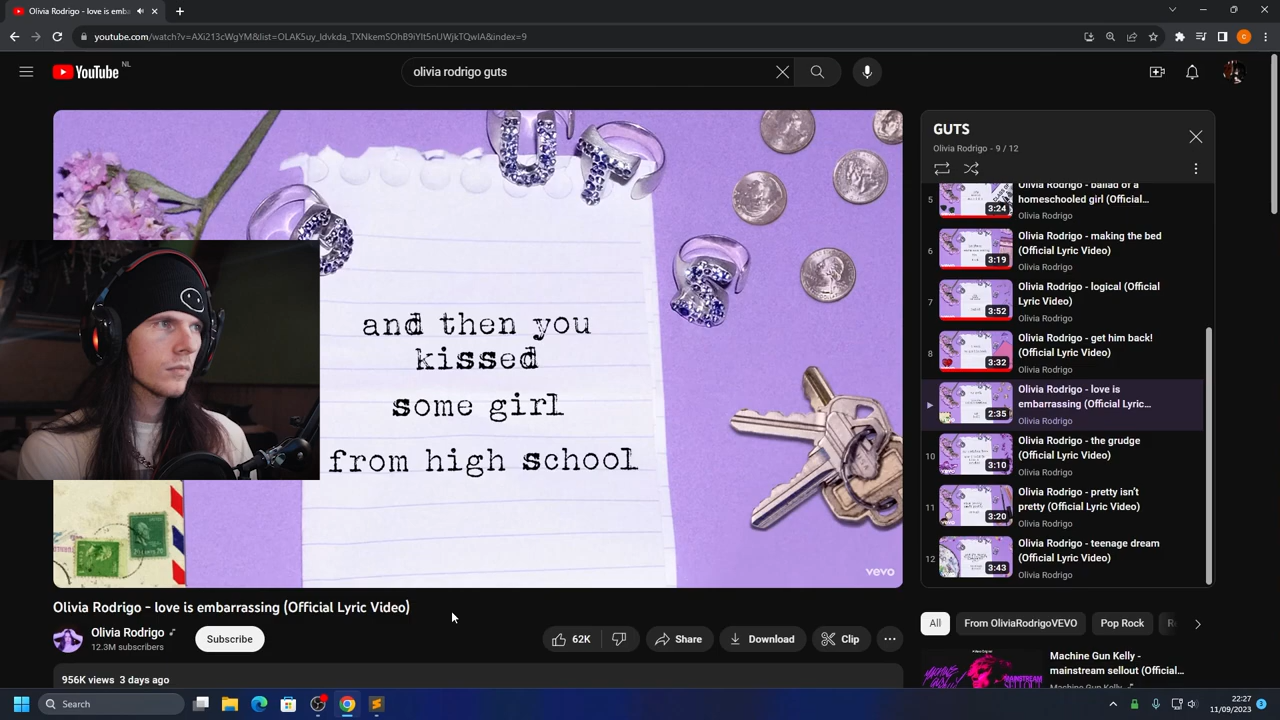 Olivia Rodrigo - love is emba
youtube.com/watch?v=AXi213cWgYM&list=OLAK5uy_ldvkda_TXNkemSOhB9iYIt5nUWjkTQwIA&index=9
YouTube NL
olivia rodrigo guts
and then you
kissed
some girl
from high school
vevo
GUTS
Olivia Rodrigo - 9 / 12
5
Olivia Rodrigo - ballad of a
homeschooled girl (Official...
3:24
Olivia Rodrigo
6
Olivia Rodrigo - making the bed
(Official Lyric Video)
3:19
Olivia Rodrigo
7
Olivia Rodrigo - logical (Official
Lyric Video)
3:52
Olivia Rodrigo
8
Olivia Rodrigo - get him back!
(Official Lyric Video)
3:32
Olivia Rodrigo
Olivia Rodrigo - love is
embarrassing (Official Lyric...
2:35
Olivia Rodrigo
10
Olivia Rodrigo - the grudge
(Official Lyric Video)
3:10
Olivia Rodrigo
11
Olivia Rodrigo - pretty isn't
pretty (Official Lyric Video)
3:20
Olivia Rodrigo
12
Olivia Rodrigo - teenage dream
(Official Lyric Video)
3:43
Olivia Rodrigo
Olivia Rodrigo - love is embarrassing (Official Lyric Video)
Olivia Rodrigo
12.3M subscribers
Subscribe
62K
Share
Download
Clip
956K views 3 days ago
All
From OliviaRodrigoVEVO
Pop Rock
Machine Gun Kelly -
mainstream sellout (Official...
Machine Gun Kelly
Search
22:27
11/09/2023
3